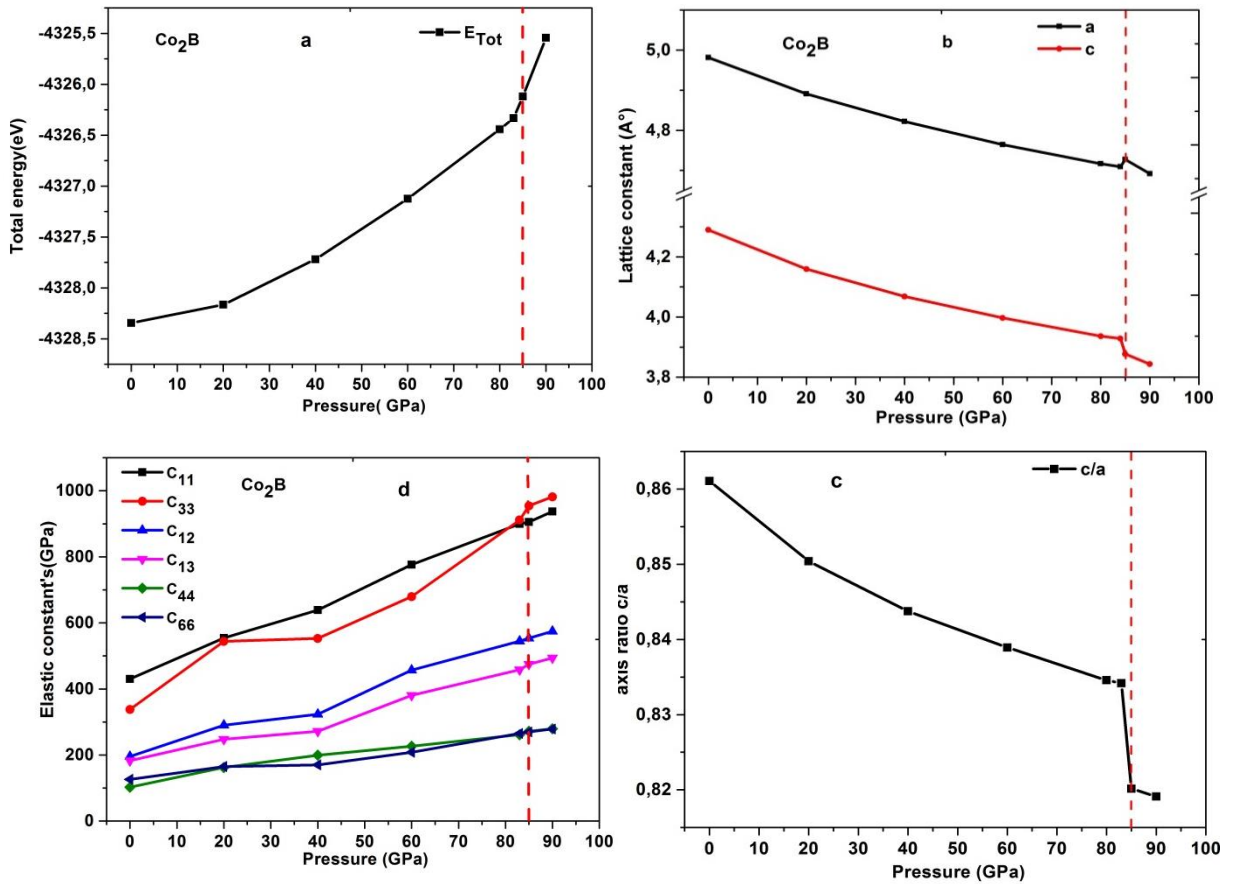 Co2B
a
ETot
-4325,5
-4326,0
-4326,5
-4327,0
-4327,5
-4328,0
-4328,5
Total energy(eV)
0 10 20 30 40 50 60 70 80 90 100
Pressure( GPa)
Co2B
b
a
c
5,0
4,8
4,2
4,0
3,8
Lattice constant (A°)
0 10 20 30 40 50 60 70 80 90 100
Pressure (GPa)
C11
C33
C12
C13
C44
C66
Co2B
d
1000
800
600
400
200
0
Elastic constant's(GPa)
0 10 20 30 40 50 60 70 80 90 100
Pressure (GPa)
c
c/a
0,86
0,85
0,84
0,83
0,82
axis ratio c/a
0 10 20 30 40 50 60 70 80 90 100
Pressure (GPa)